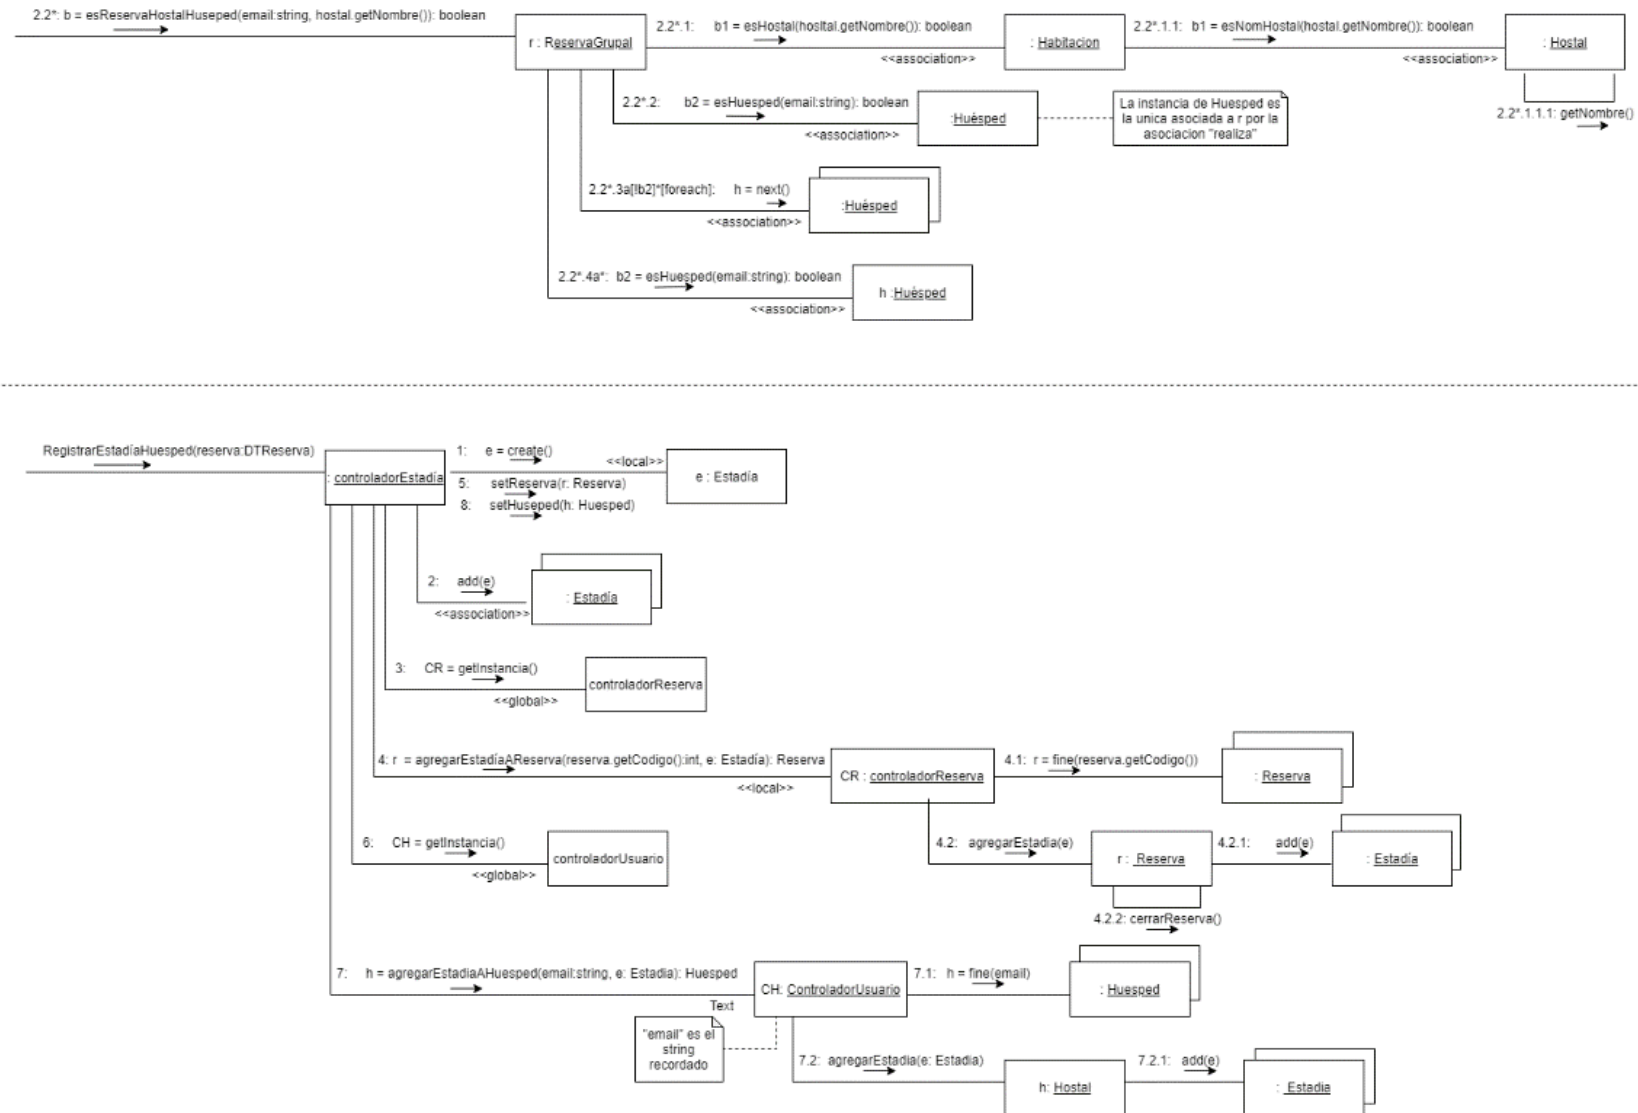 2.2*: b = esReservaHostalHuseped(email:string, hostal.getNombre()): boolean
r : ReservaGrupal
2.2*.1: b1 = esHostal(hosltal.getNombre()): boolean
<<association>>
: Habitacion
2.2*.1.1: b1 = esNomHostal(hostal.getNombre()): boolean
<<association>>
: Hostal
2.2*.1.1.1: getNombre()
2.2*.2: b2 = esHuesped(email:string): boolean
<<association>>
:Huèsped
La instancia de Huesped es
la unica asociada a r por la
asociacion "realiza"
2.2*.3a[!b2]*[foreach]: h = next()
<<association>>
:Huésped
2.2*.4a*: b2 = esHuesped(email:string): boolean
<<association>>
h :Huèsped
RegistrarEstadíaHuesped(reserva:DTReserva)
: controladorEstadía
1: e = create()
<<local>>
5: setReserva(r: Reserva)
8: setHuseped(h: Huesped)
e : Estadía
2: add(e)
<<association>>
: Estadía
3: CR = getInstancia()
<<global>>
controladorReserva
4: r = agregarEstadíaAReserva(reserva.getCodigo():int, e: Estadía): Reserva
<<local>>
CR : controladorReserva
4.1: r = fine(reserva.getCodigo())
: Reserva
4.2: agregarEstadia(e)
r : Reserva
4.2.1: add(e)
: Estadía
4.2.2: cerrarReserva()
6: CH = getInstancia()
<<global>>
controladorUsuario
7: h = agregarEstadiaAHuesped(email:string, e: Estadia): Huesped
Text
CH: ControladorUsuario
7.1: h = fine(email)
: Huesped
"email" es el
string
recordado
7.2: agregarEstadia(e: Estadia)
h: Hostal
7.2.1: add(e)
: Estadia